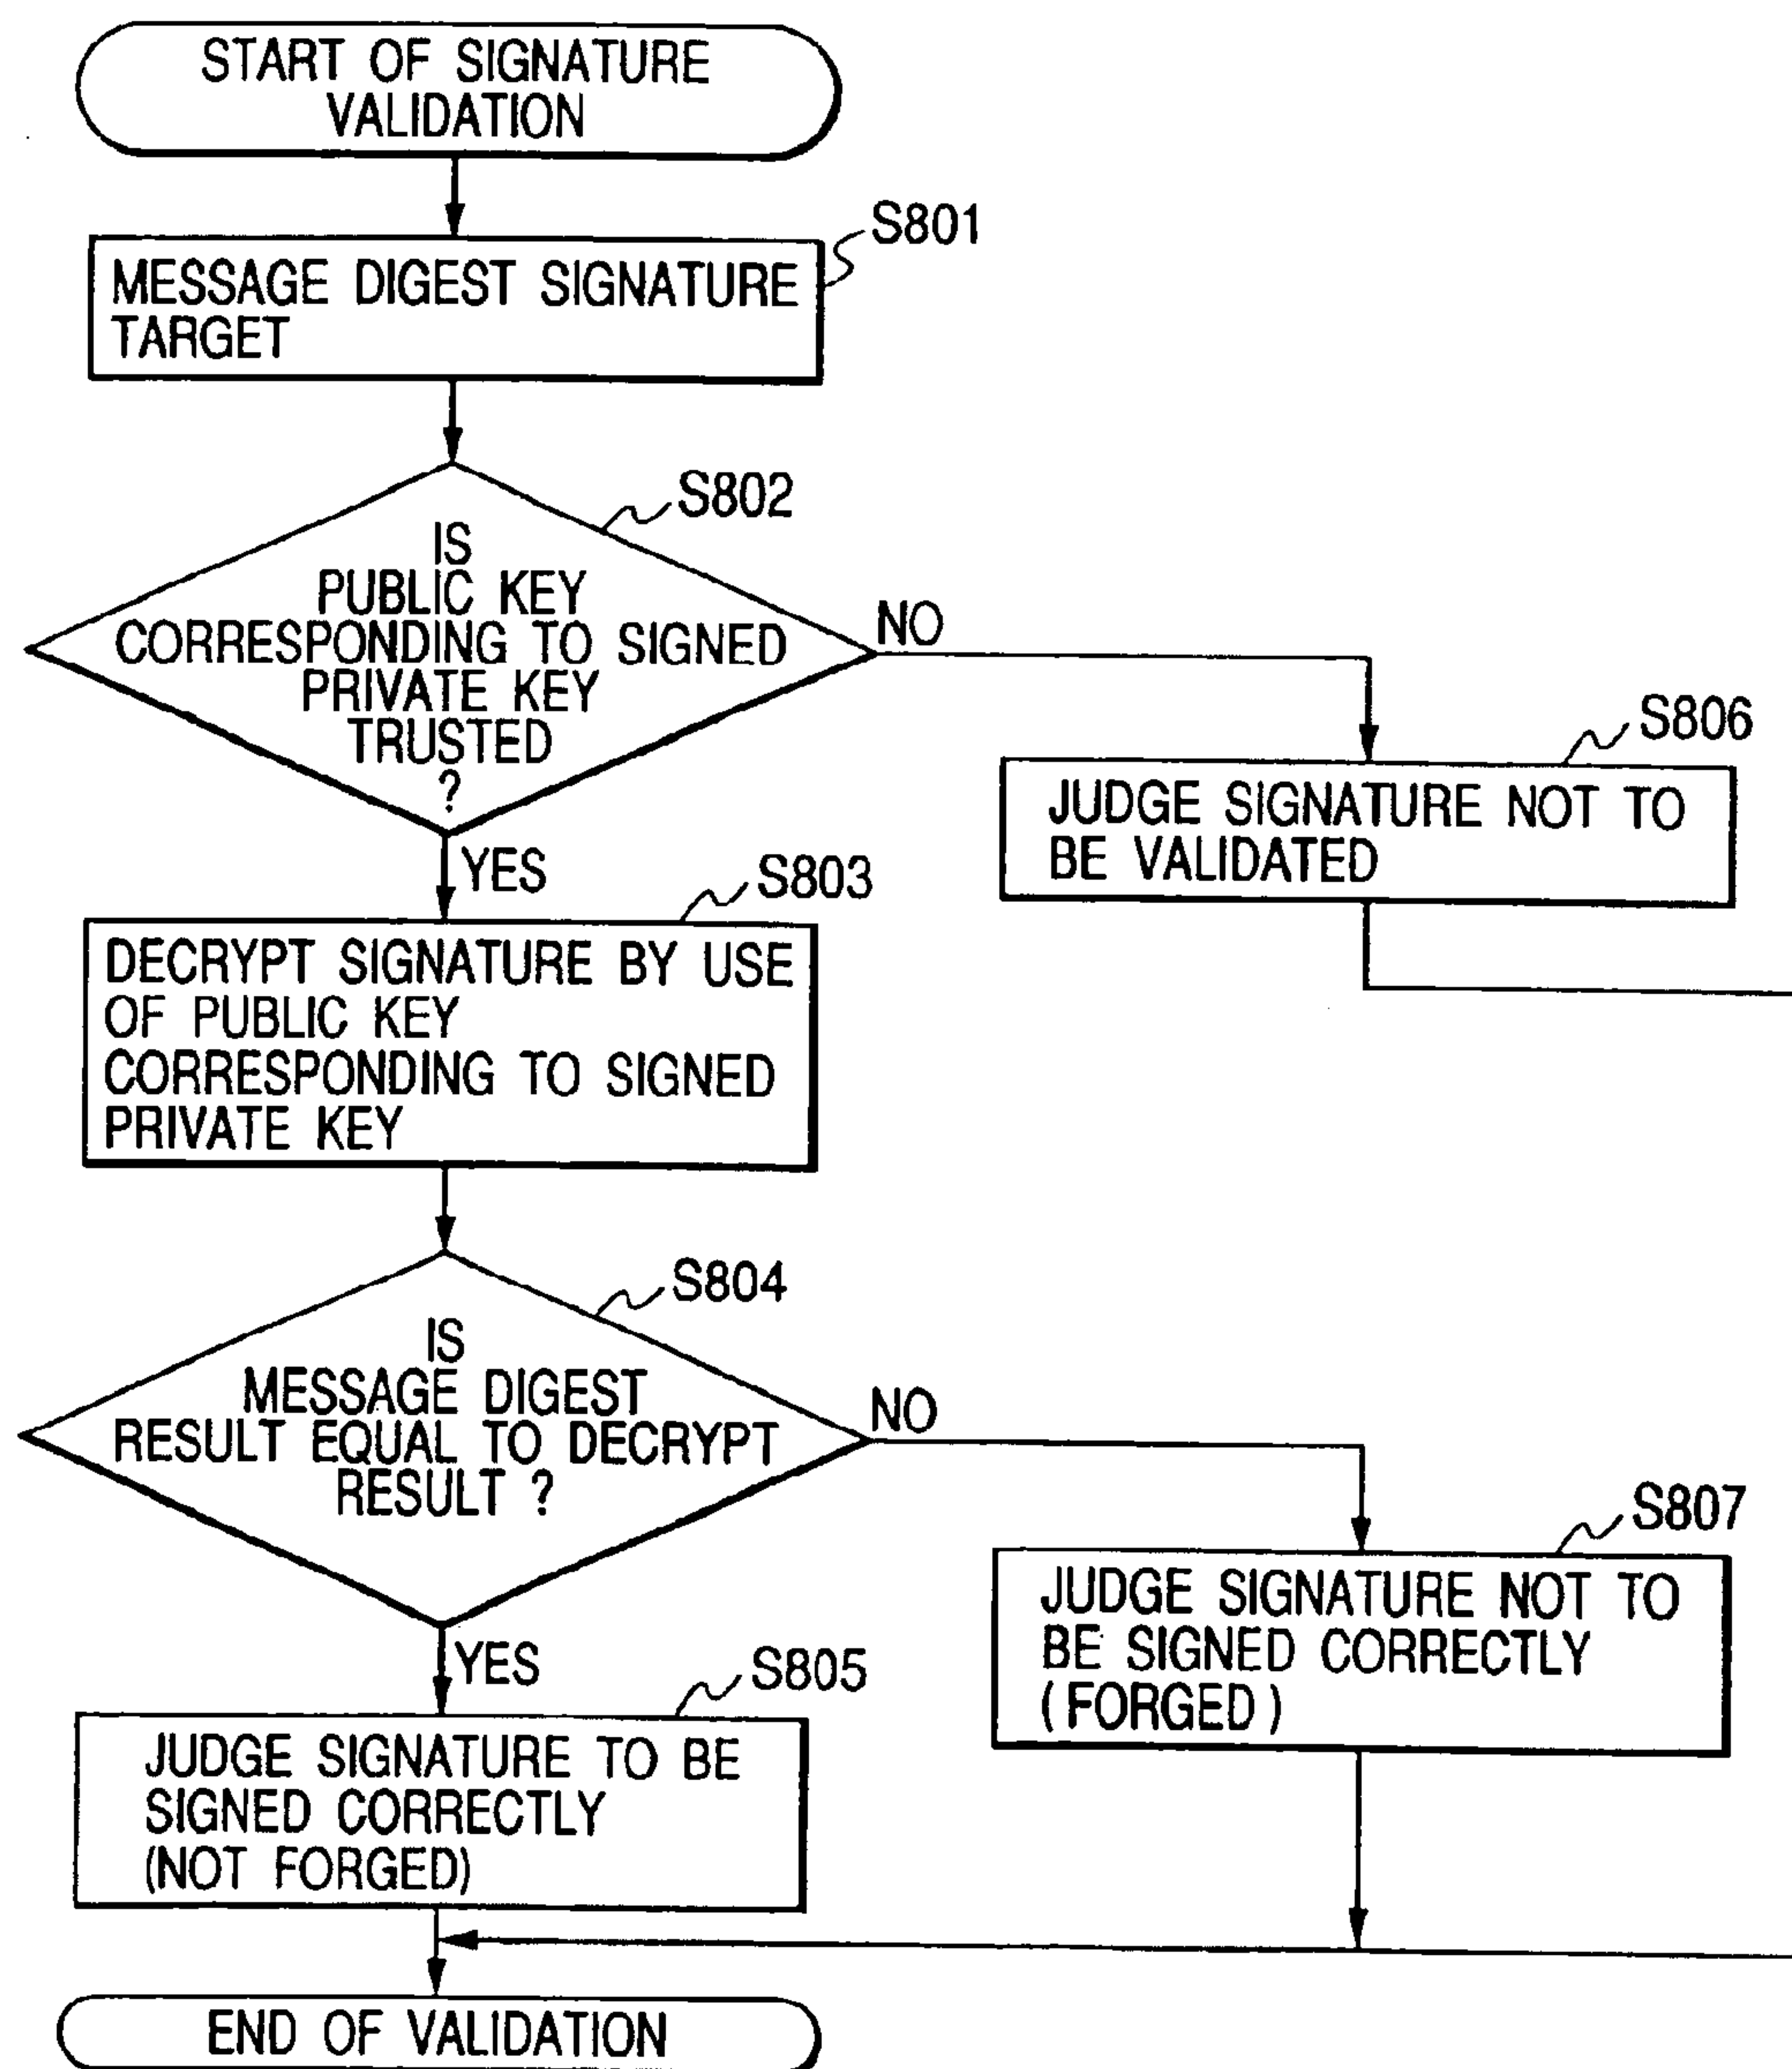 START OF SIGNATURE
VALIDATION
S801
MESSAGE DIGEST SIGNATURE
TARGET
S802
IS
PUBLIC KEY
CORRESPONDING TO SIGNED
PRIVATE KEY
TRUSTED
?
NO
YES
S806
JUDGE SIGNATURE NOT TO
BE VALIDATED
S803
DECRYPT SIGNATURE BY USE
OF PUBLIC KEY
CORRESPONDING TO SIGNED
PRIVATE KEY
S804
IS
MESSAGE DIGEST
RESULT EQUAL TO DECRYPT
RESULT ?
NO
YES
S807
JUDGE SIGNATURE NOT TO
BE SIGNED CORRECTLY
(FORGED)
S805
JUDGE SIGNATURE TO BE
SIGNED CORRECTLY
(NOT FORGED)
END OF VALIDATION